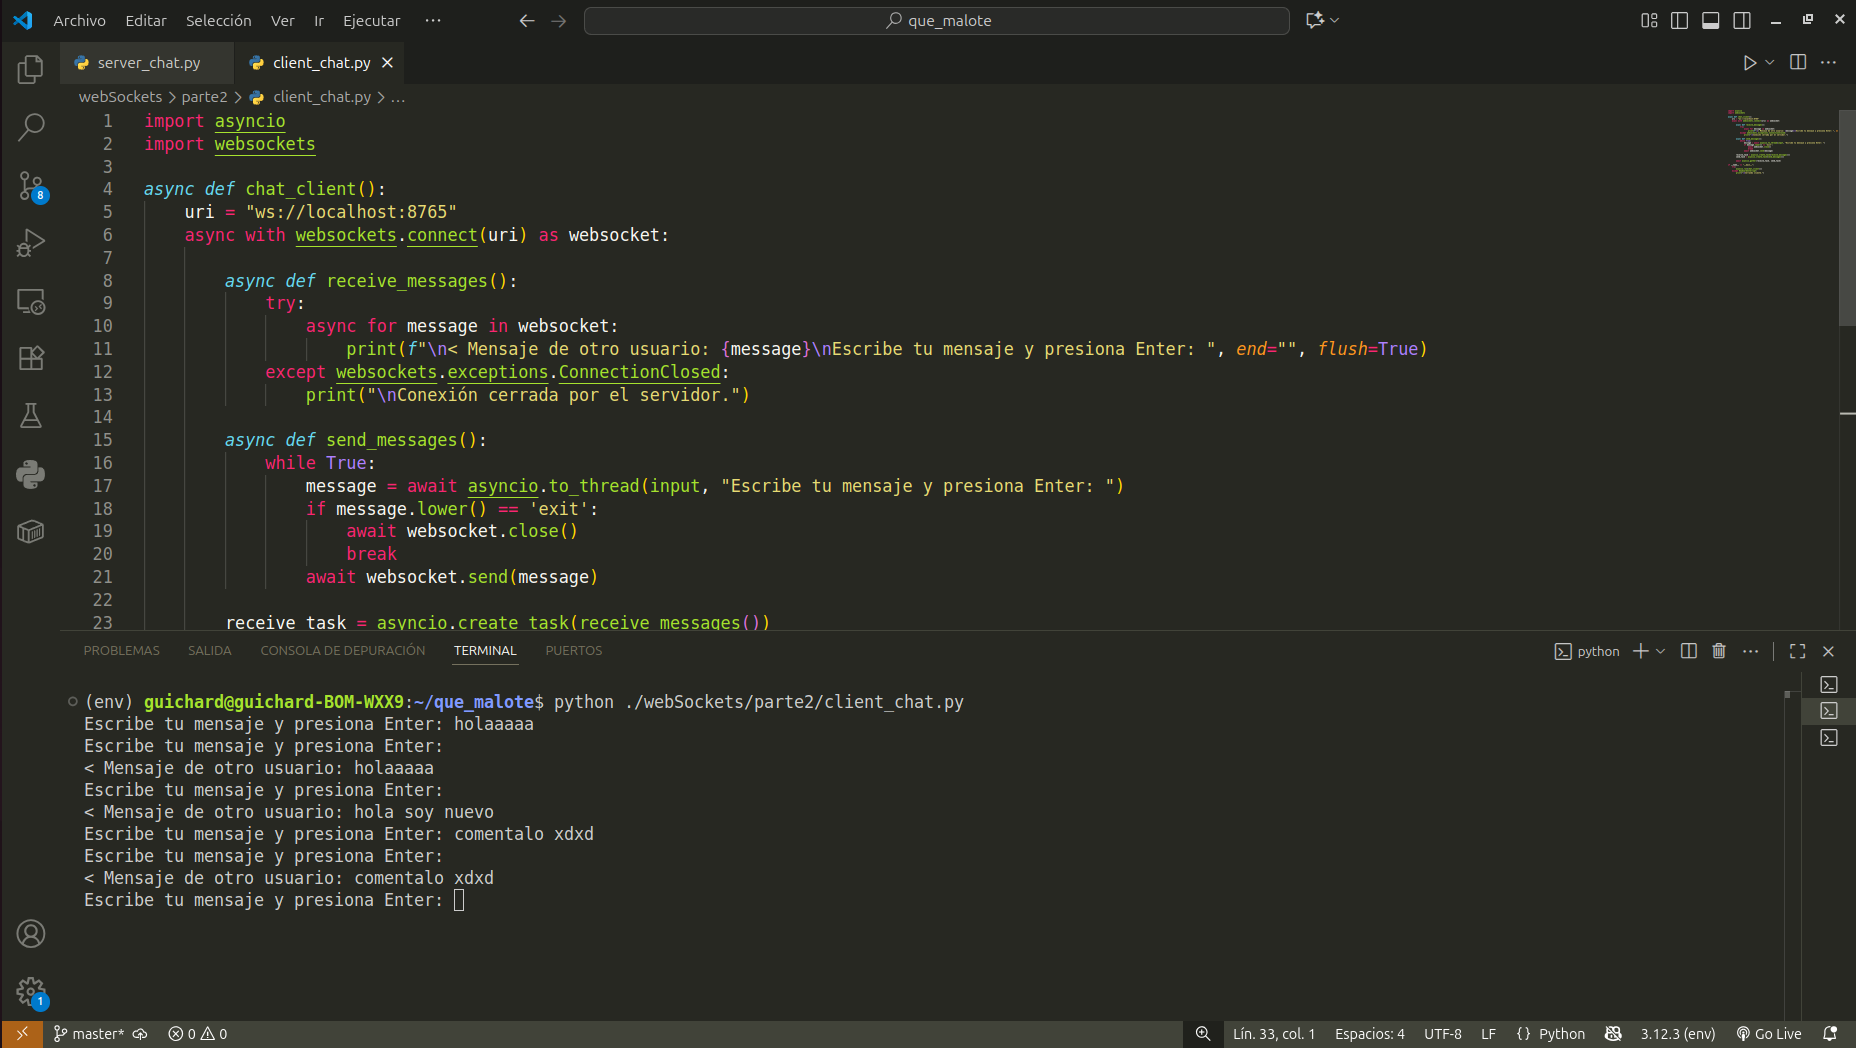 Archivo Editar Selección Ver Ir Ejecutar ···
que_malote
server_chat.py
client_chat.py
webSockets > parte2 > client_chat.py > ...
1 import asyncio
2 import websockets
3
4 async def chat_client():
5 uri = "ws://localhost:8765"
6 async with websockets.connect(uri) as websocket:
7
8 async def receive_messages():
9 try:
10 async for message in websocket:
11 print(f"\n< Mensaje de otro usuario: {message}\nEscribe tu mensaje y presiona Enter: ", end="", flush=True)
12 except websockets.exceptions.ConnectionClosed:
13 print("\nConexión cerrada por el servidor.")
14
15 async def send_messages():
16 while True:
17 message = await asyncio.to_thread(input, "Escribe tu mensaje y presiona Enter: ")
18 if message.lower() == 'exit':
19 await websocket.close()
20 break
21 await websocket.send(message)
22
23 receive_task = asyncio.create_task(receive_messages())
8
1
PROBLEMAS SALIDA CONSOLA DE DEPURACIÓN TERMINAL PUERTOS
python
(env) guichard@guichard-BOM-WXX9:~/que_malote$ python ./webSockets/parte2/client_chat.py
Escribe tu mensaje y presiona Enter: holaaaaa
Escribe tu mensaje y presiona Enter:
< Mensaje de otro usuario: holaaaaa
Escribe tu mensaje y presiona Enter:
< Mensaje de otro usuario: hola soy nuevo
Escribe tu mensaje y presiona Enter: comentalo xdxd
Escribe tu mensaje y presiona Enter:
< Mensaje de otro usuario: comentalo xdxd
Escribe tu mensaje y presiona Enter:
master* 0 0 Lín. 33, col. 1 Espacios: 4 UTF-8 LF {} Python 3.12.3 (env) Go Live